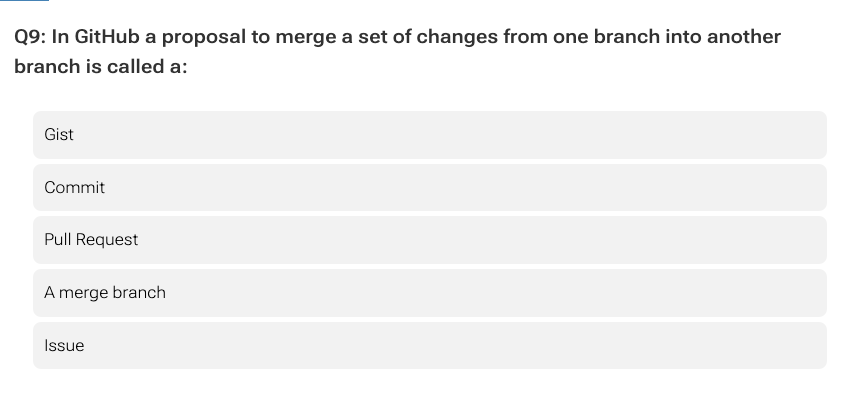 Q9: In GitHub a proposal to merge a set of changes from one branch into another
branch is called a:
Gist
Commit
Pull Request
A merge branch
Issue